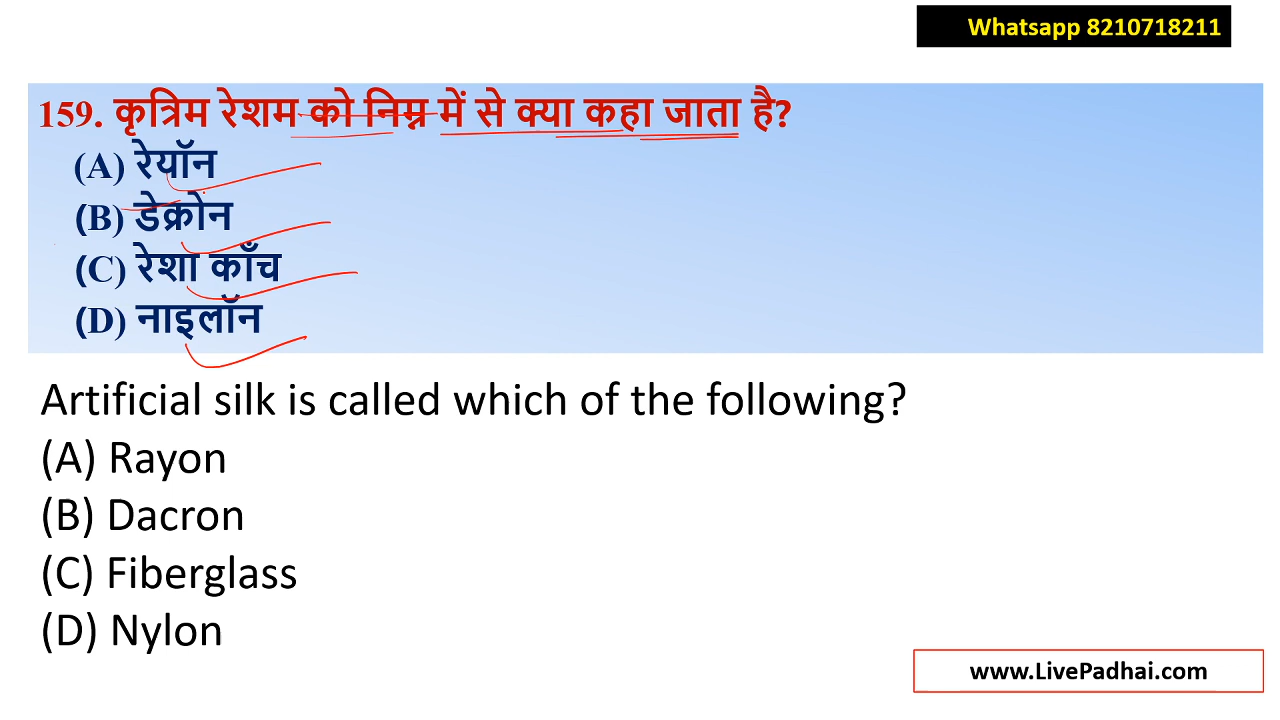 Whatsapp 8210718211
159. कृत्रिम रेशम को निम्न में से क्या कहा जाता है?
(A) रेयॉन
(B) डेक्रोन
(C) रेशा काँच
(D) नाइलॉन
Artificial silk is called which of the following?
(A) Rayon
(B) Dacron
(C) Fiberglass
(D) Nylon
www.LivePadhai.com